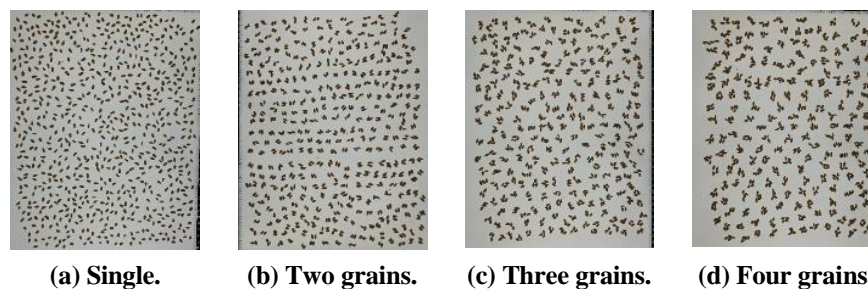 (a) Single.
(b) Two grains.
(c) Three grains.
(d) Four grains